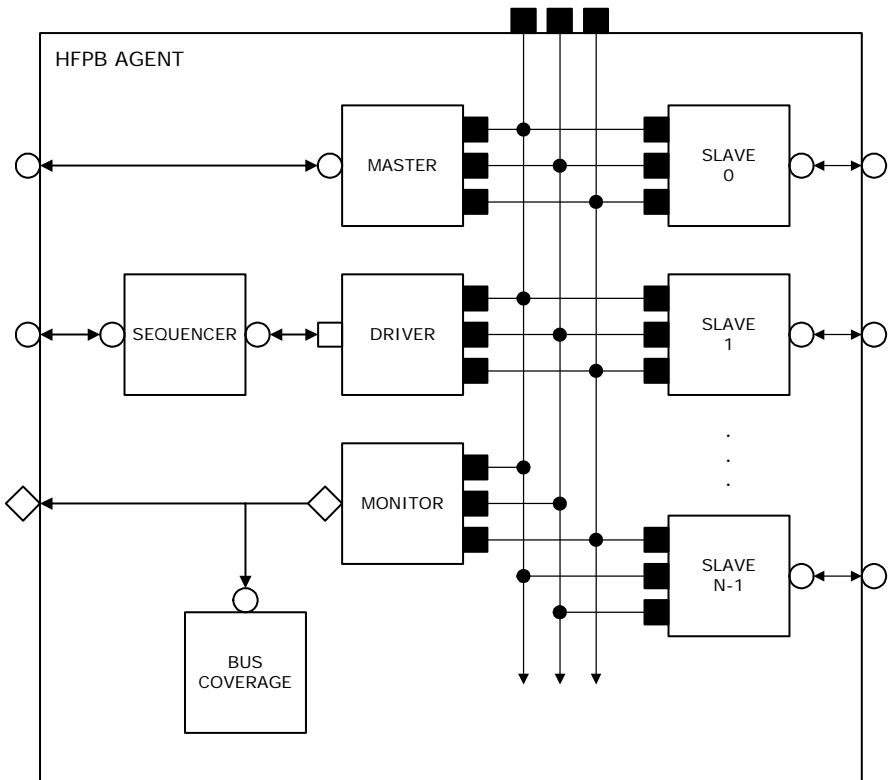 HFPB AGENT
MASTER
SLAVE
0
SEQUENCER
DRIVER
SLAVE
1
.
.
.
MONITOR
SLAVE
N-1
BUS
COVERAGE